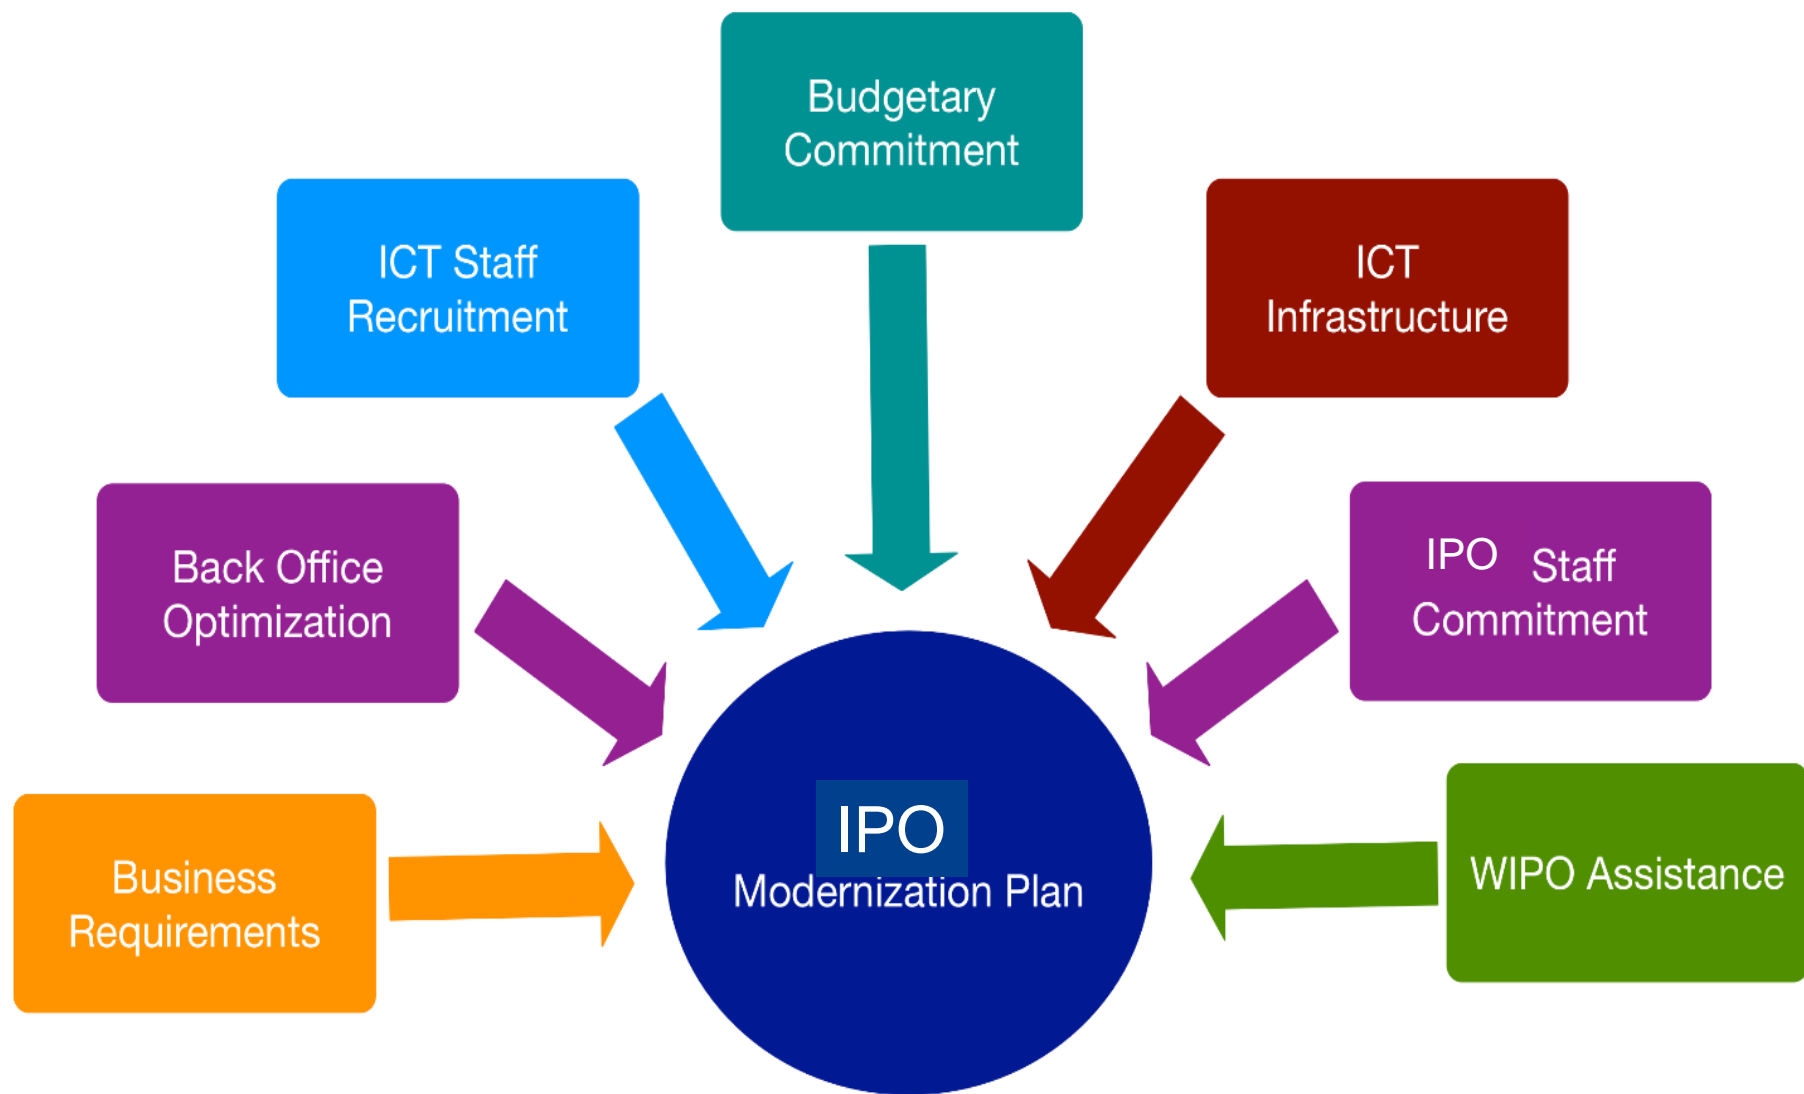 Budgetary
Commitment
ICT Staff
Recruitment
ICT
Infrastructure
Back Office
Optimization
IPO Staff
Commitment
Business
Requirements
IPO
Modernization Plan
WIPO Assistance